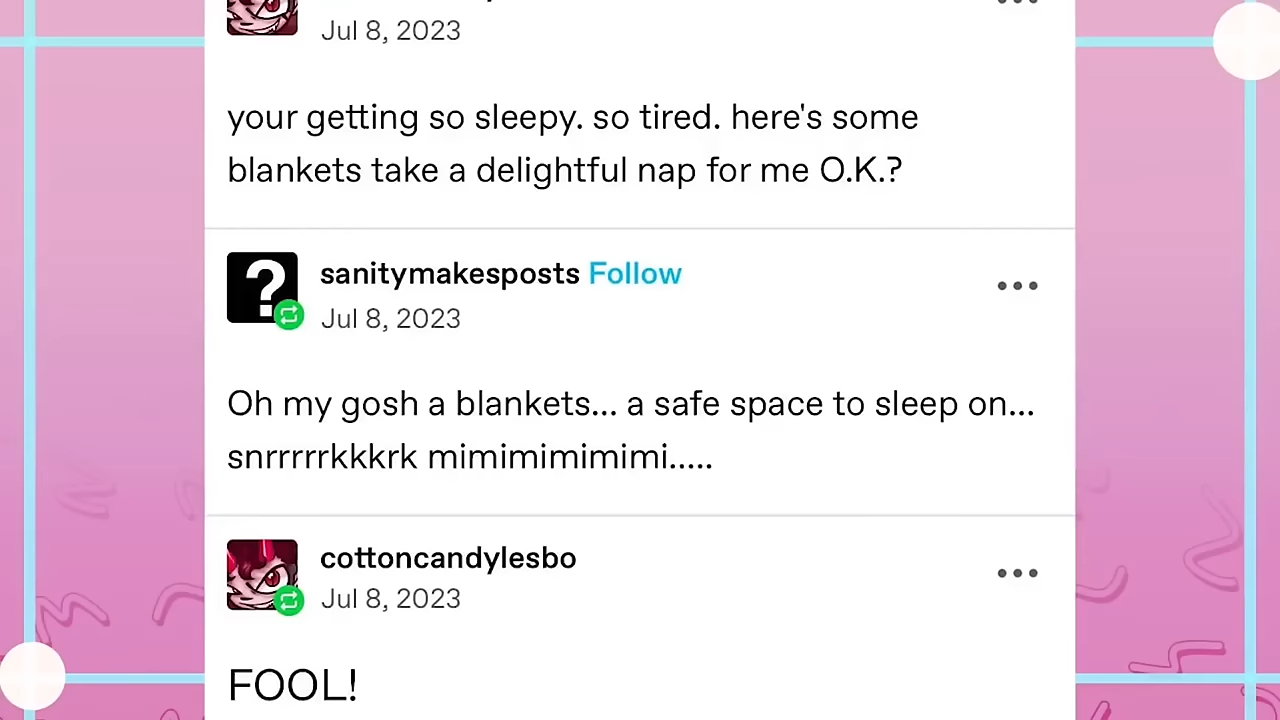 Jul 8, 2023
your getting so sleepy. so tired. here's some
blankets take a delightful nap for me O.K.?
sanitymakesposts Follow
Jul 8, 2023
Oh my gosh a blankets... a safe space to sleep on...
snrrrrrkkkrk mimimimimimi.....
cottoncandylesbo
Jul 8, 2023
FOOL!